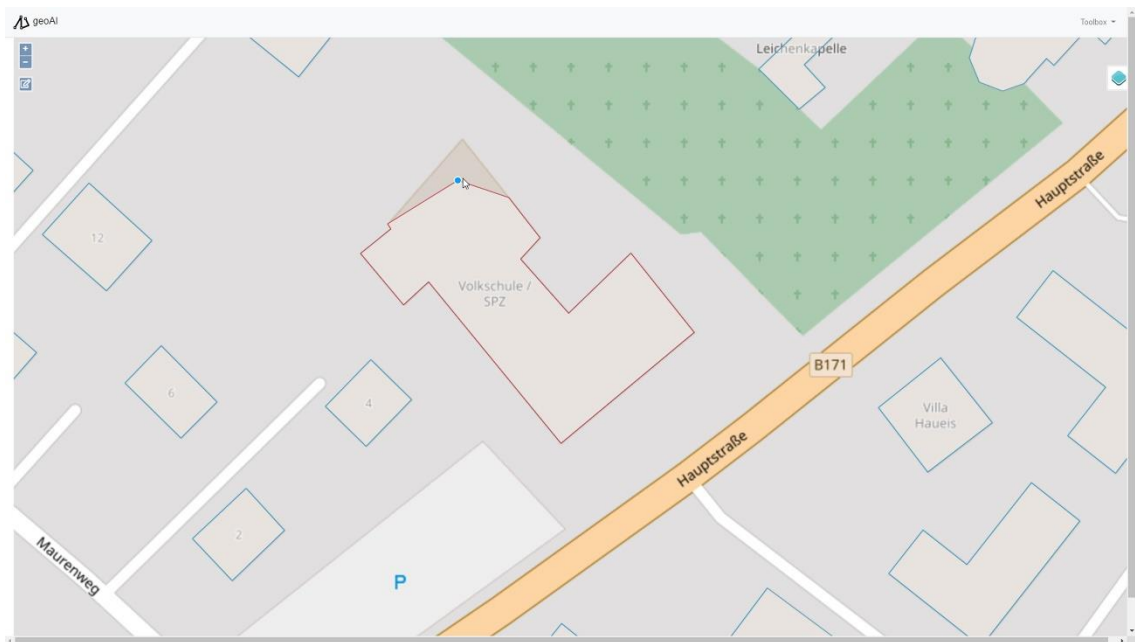 geoAI
Toolbox
+
−
Leichenkapelle
Hauptstraße
12
Volkschule /
SPZ
B171
6
4
Villa
Haueis
Hauptstraße
2
Maurenweg
P